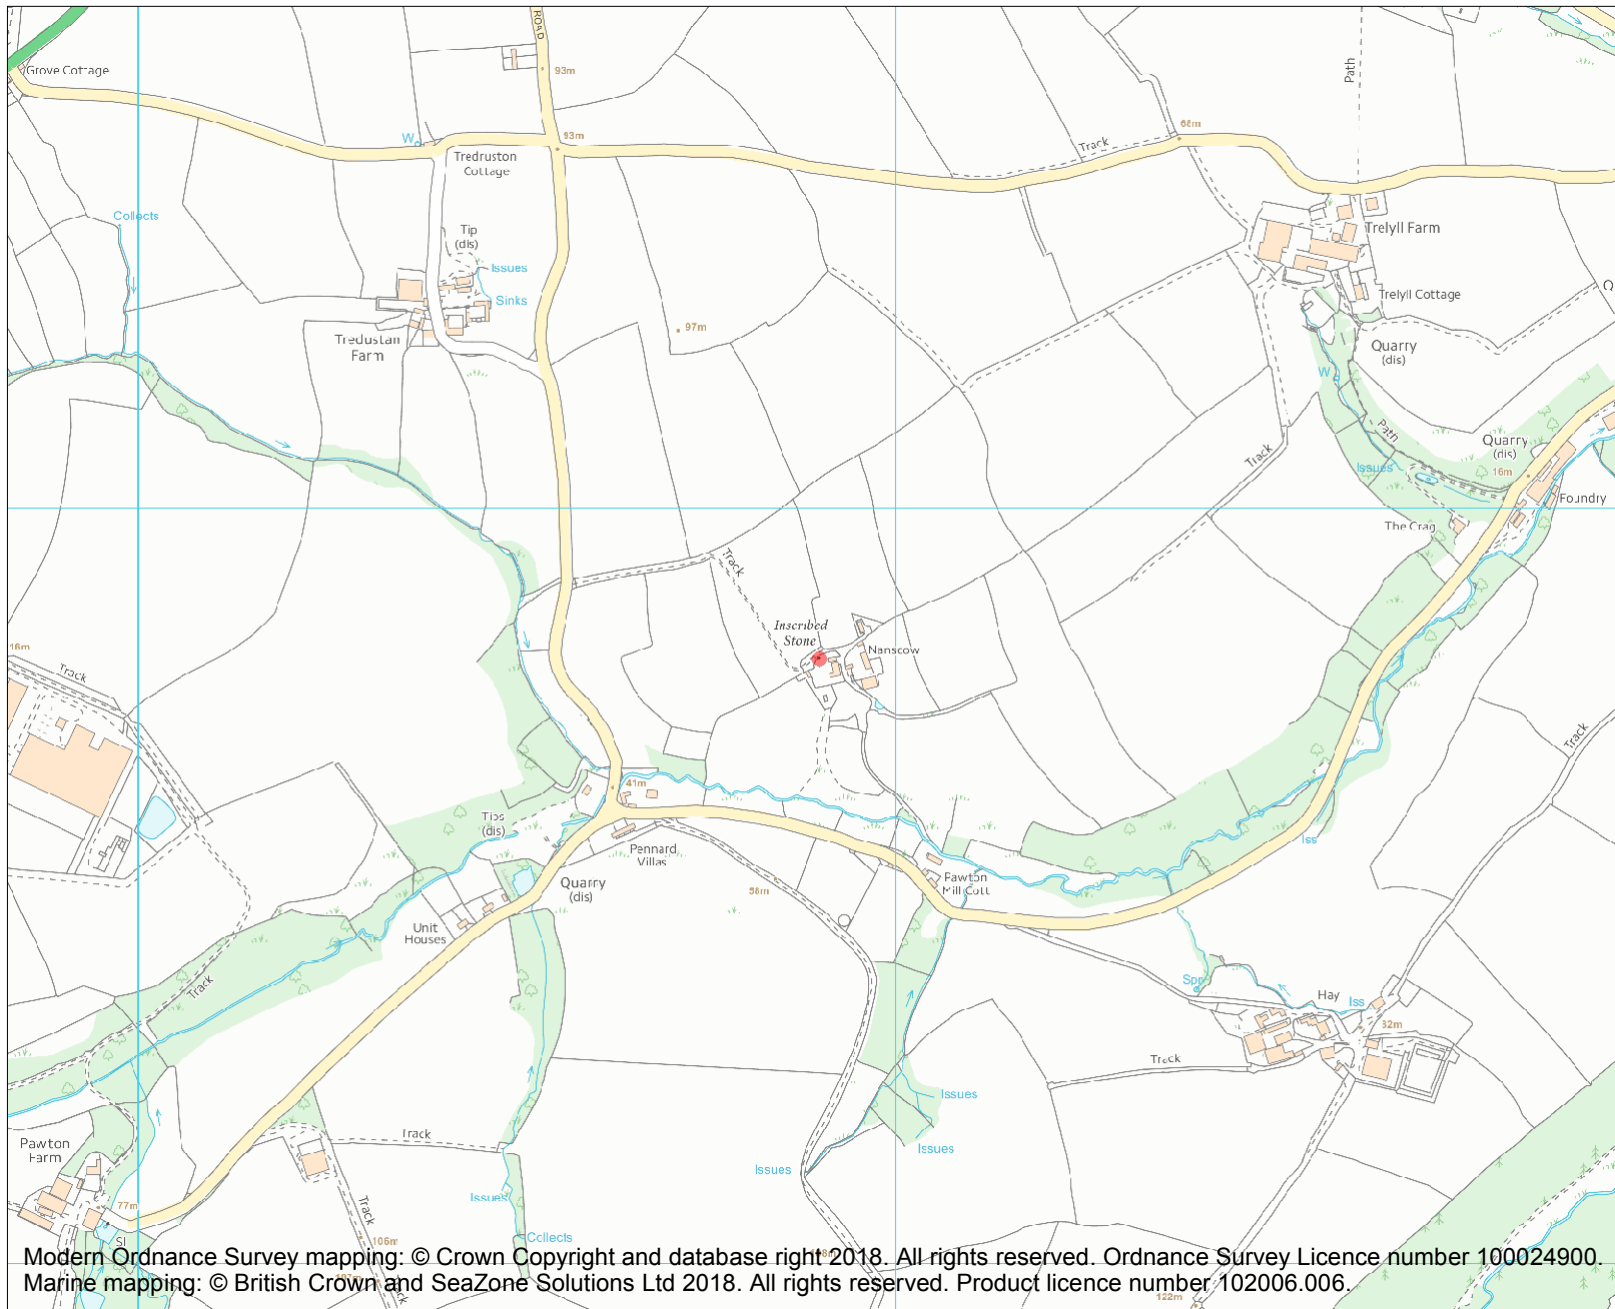 ROAD
Grove Cottage
93m
Path
W
93m
68m
Track
Tredruston
Cottage
Collects
Tip
(dis)
Trelyll Farm
Issues
Sinks
Trelyll Cottage
97m
Tredustan
Farm
Quarry
(dis)
W
Path
Quarry
(dis)
Track
Issues
16m
Foundry
The Crag
Track
Inscribed
Stone
Nanscow
16m
Track
Track
41m
Tips
(dis)
Iss
Pennard
Villas
Pawton
Mill Cott
Quarry
(dis)
58m
Unit
Houses
Track
Spr
Hay
Iss
Track
Issues
Track
Issues
Pawton
Farm
Issues
Issues
Track
77m
Collects
SI
106m
Modern Ordnance Survey mapping: © Crown Copyright and database right 2018. All rights reserved. Ordnance Survey Licence number 100024900.
Marine mapping: © British Crown and SeaZone Solutions Ltd 2018. All rights reserved. Product licence number 102006.006.
Track
122m